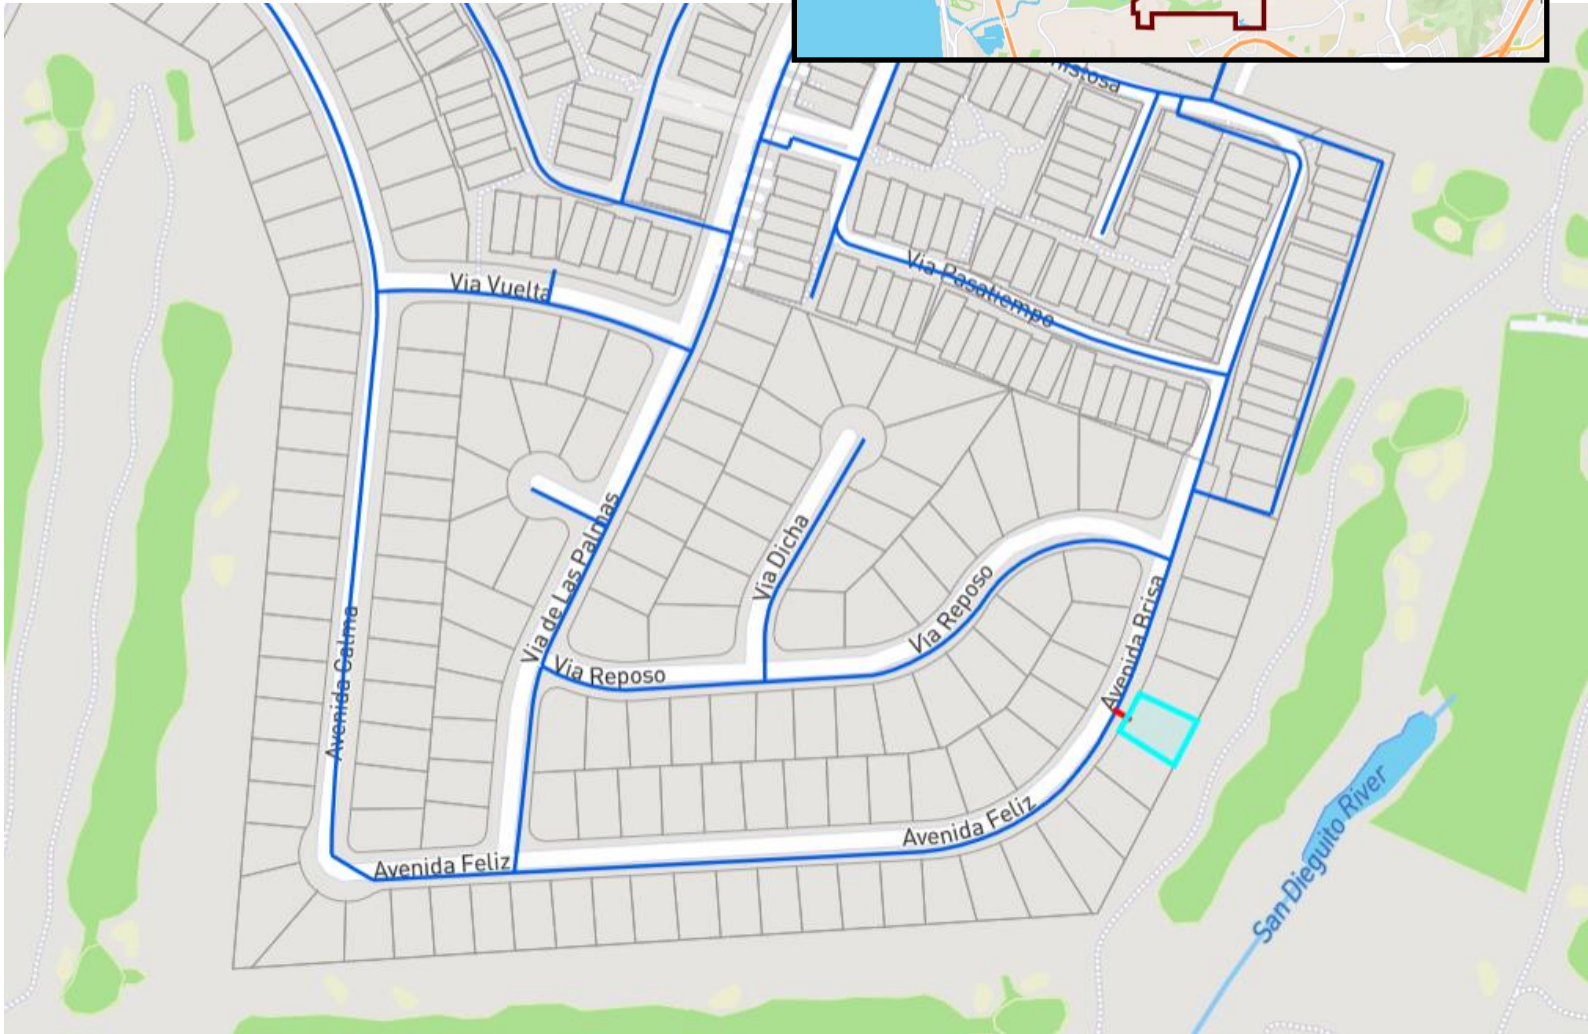 Via Vuelta
Via Pasatiempo
Via de Las Palmas
Via Dicha
Via Reposo
Via Reposo
Avenida Brisa
Avenida Calma
Avenida Feliz
Avenida Feliz
San Dieguito River